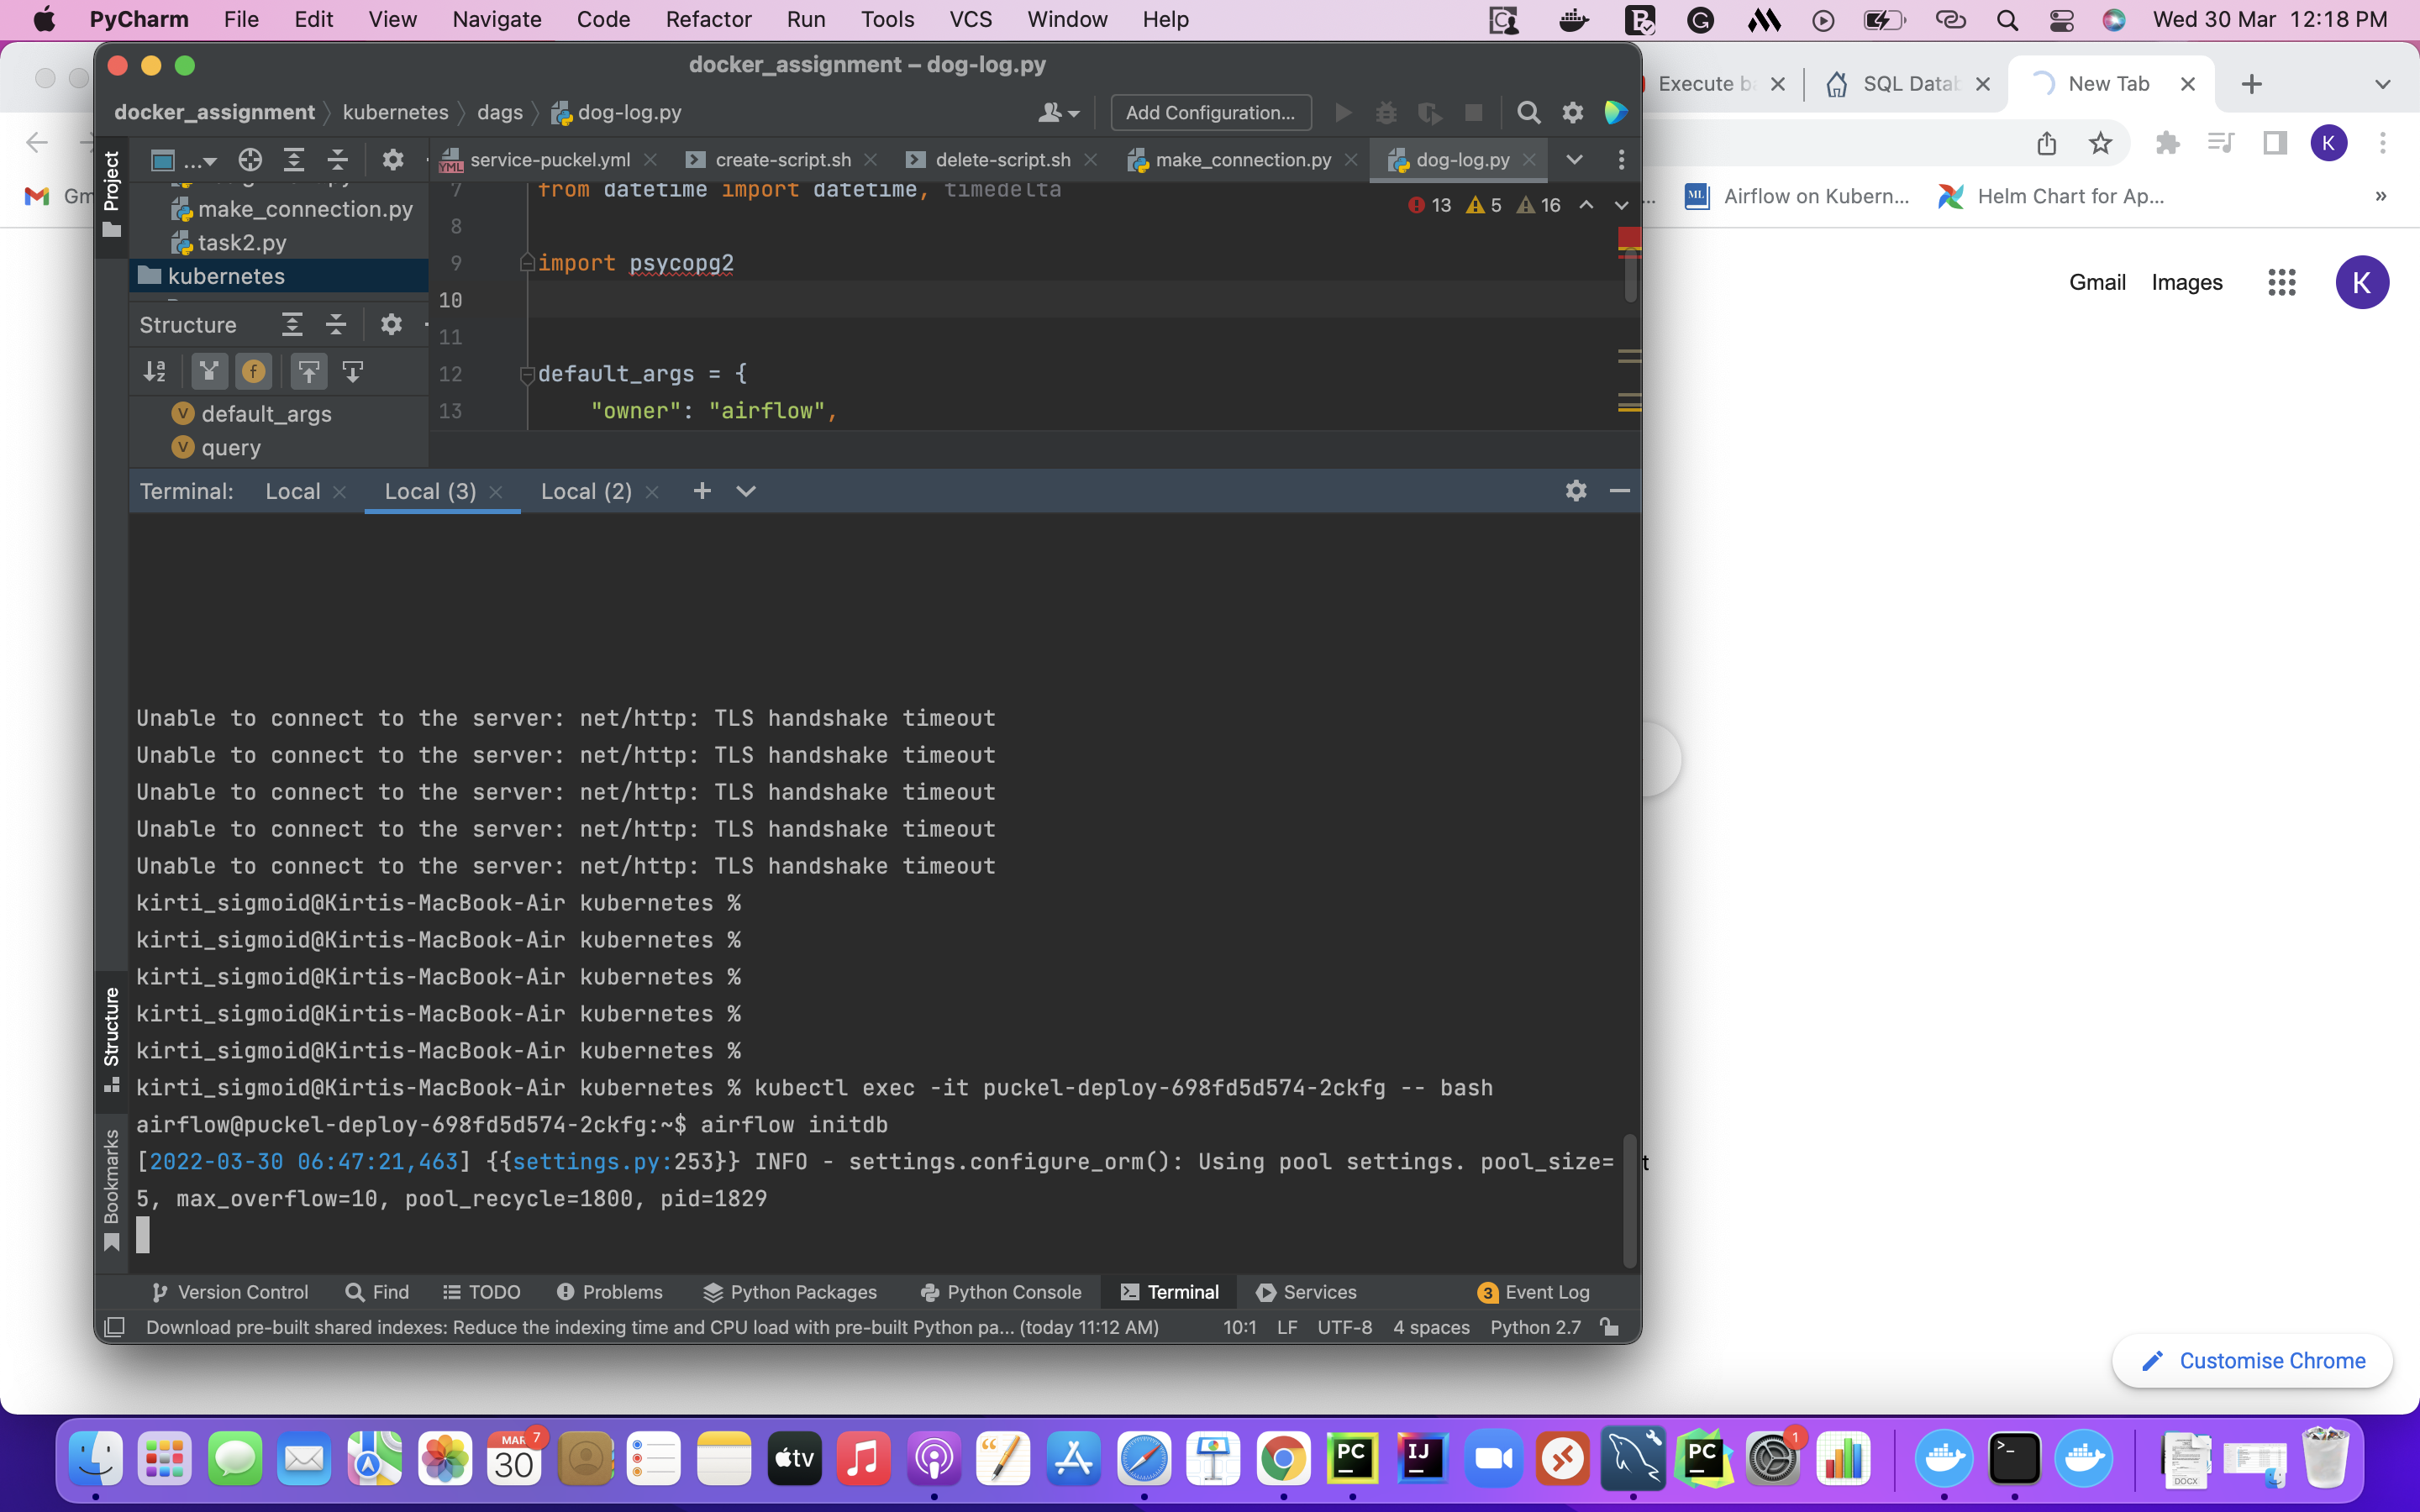 PyCharm File Edit View Navigate Code Refactor Run Tools VCS Window Help Wed 30 Mar 12:18 PM
docker_assignment – dog-log.py
Execute b SQL Datab New Tab
docker_assignment kubernetes dags dog-log.py Add Configuration...
Project
... service-puckel.yml create-script.sh delete-script.sh make_connection.py dog-log.py
K
Gm
make_connection.py
task2.py
kubernetes
7 from datetime import datetime, timedelta
13 5 16
8
9 import psycopg2
10
11
12 default_args = {
13 "owner": "airflow",
... Airflow on Kubern... Helm Chart for Ap... »
Gmail Images K
Structure
default_args
query
Terminal: Local Local (3) Local (2)
Unable to connect to the server: net/http: TLS handshake timeout
Unable to connect to the server: net/http: TLS handshake timeout
Unable to connect to the server: net/http: TLS handshake timeout
Unable to connect to the server: net/http: TLS handshake timeout
Unable to connect to the server: net/http: TLS handshake timeout
kirti_sigmoid@Kirtis-MacBook-Air kubernetes %
kirti_sigmoid@Kirtis-MacBook-Air kubernetes %
kirti_sigmoid@Kirtis-MacBook-Air kubernetes %
kirti_sigmoid@Kirtis-MacBook-Air kubernetes %
kirti_sigmoid@Kirtis-MacBook-Air kubernetes %
kirti_sigmoid@Kirtis-MacBook-Air kubernetes % kubectl exec -it puckel-deploy-698fd5d574-2ckfg -- bash
airflow@puckel-deploy-698fd5d574-2ckfg:~$ airflow initdb
[2022-03-30 06:47:21,463] {{settings.py:253}} INFO - settings.configure_orm(): Using pool settings. pool_size=
5, max_overflow=10, pool_recycle=1800, pid=1829
t
Structure
Bookmarks
Version Control Find TODO Problems Python Packages Python Console Terminal Services 3 Event Log
Download pre-built shared indexes: Reduce the indexing time and CPU load with pre-built Python pa... (today 11:12 AM) 10:1 LF UTF-8 4 spaces Python 2.7
Customise Chrome
MAR 7
30
tv
PC
IJ
PC
1
DOCX